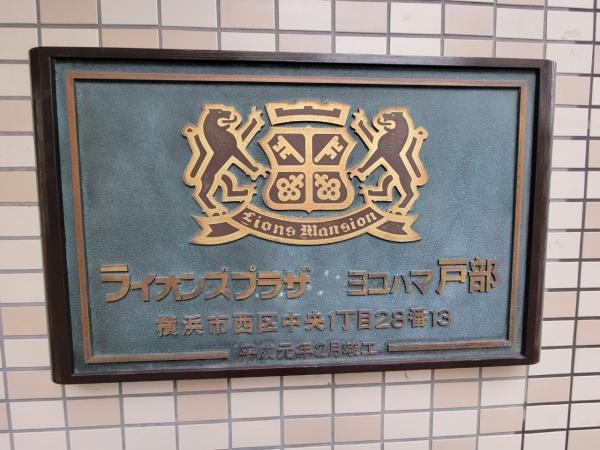 Lions Mansion
ライオンズプラザ ヨコハマ戸部
横浜市西区中央1丁目28番13
平成元年2月竣工